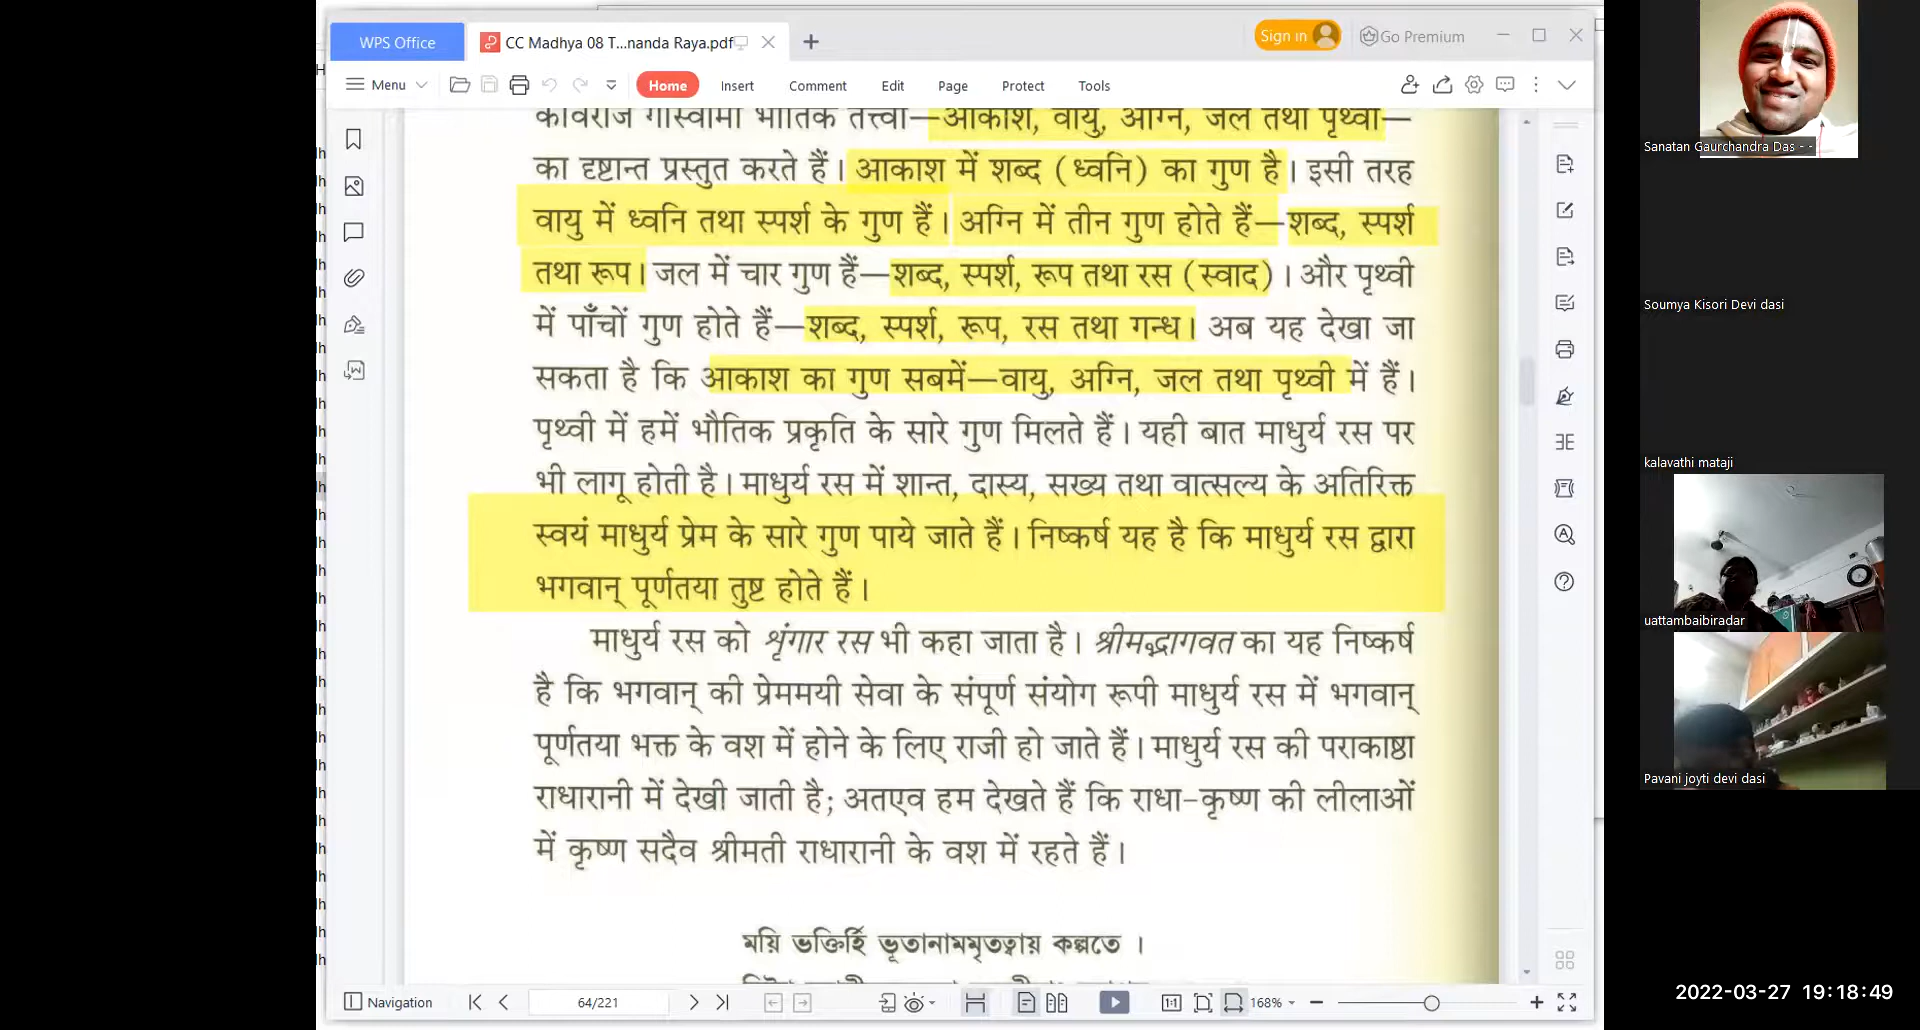 WPS Office
CC Madhya 08 T...nanda Raya.pdf
Sign in
Go Premium
Menu
Home
Insert
Comment
Edit
Page
Protect
Tools
कविराज गोस्वामी भौतिक तत्त्वों—आकाश, वायु, अग्नि, जल तथा पृथ्वी—
का दृष्टान्त प्रस्तुत करते हैं। आकाश में शब्द (ध्वनि) का गुण है। इसी तरह
वायु में ध्वनि तथा स्पर्श के गुण हैं। अग्नि में तीन गुण होते हैं—शब्द, स्पर्श
तथा रूप। जल में चार गुण हैं—शब्द, स्पर्श, रूप तथा रस (स्वाद)। और पृथ्वी
में पाँचों गुण होते हैं—शब्द, स्पर्श, रूप, रस तथा गन्ध। अब यह देखा जा
सकता है कि आकाश का गुण सबमें—वायु, अग्नि, जल तथा पृथ्वी में हैं।
पृथ्वी में हमें भौतिक प्रकृति के सारे गुण मिलते हैं। यही बात माधुर्य रस पर
भी लागू होती है। माधुर्य रस में शान्त, दास्य, सख्य तथा वात्सल्य के अतिरिक्त
स्वयं माधुर्य प्रेम के सारे गुण पाये जाते हैं। निष्कर्ष यह है कि माधुर्य रस द्वारा
भगवान् पूर्णतया तुष्ट होते हैं।
माधुर्य रस को शृंगार रस भी कहा जाता है। श्रीमद्भागवत का यह निष्कर्ष
है कि भगवान् की प्रेममयी सेवा के संपूर्ण संयोग रूपी माधुर्य रस में भगवान्
पूर्णतया भक्त के वश में होने के लिए राजी हो जाते हैं। माधुर्य रस की पराकाष्ठा
राधारानी में देखी जाती है; अतएव हम देखते हैं कि राधा-कृष्ण की लीलाओं
में कृष्ण सदैव श्रीमती राधारानी के वश में रहते हैं।
ময়ি ভক্তির্হি ভূতানামমৃতত্বায় কল্পতে ।
Navigation
64/221
168%
Sanatan Gaurchandra Das - -
Soumya Kisori Devi dasi
kalavathi mataji
uattambaibiradar
Pavani joyti devi dasi
2022-03-27 19:18:49